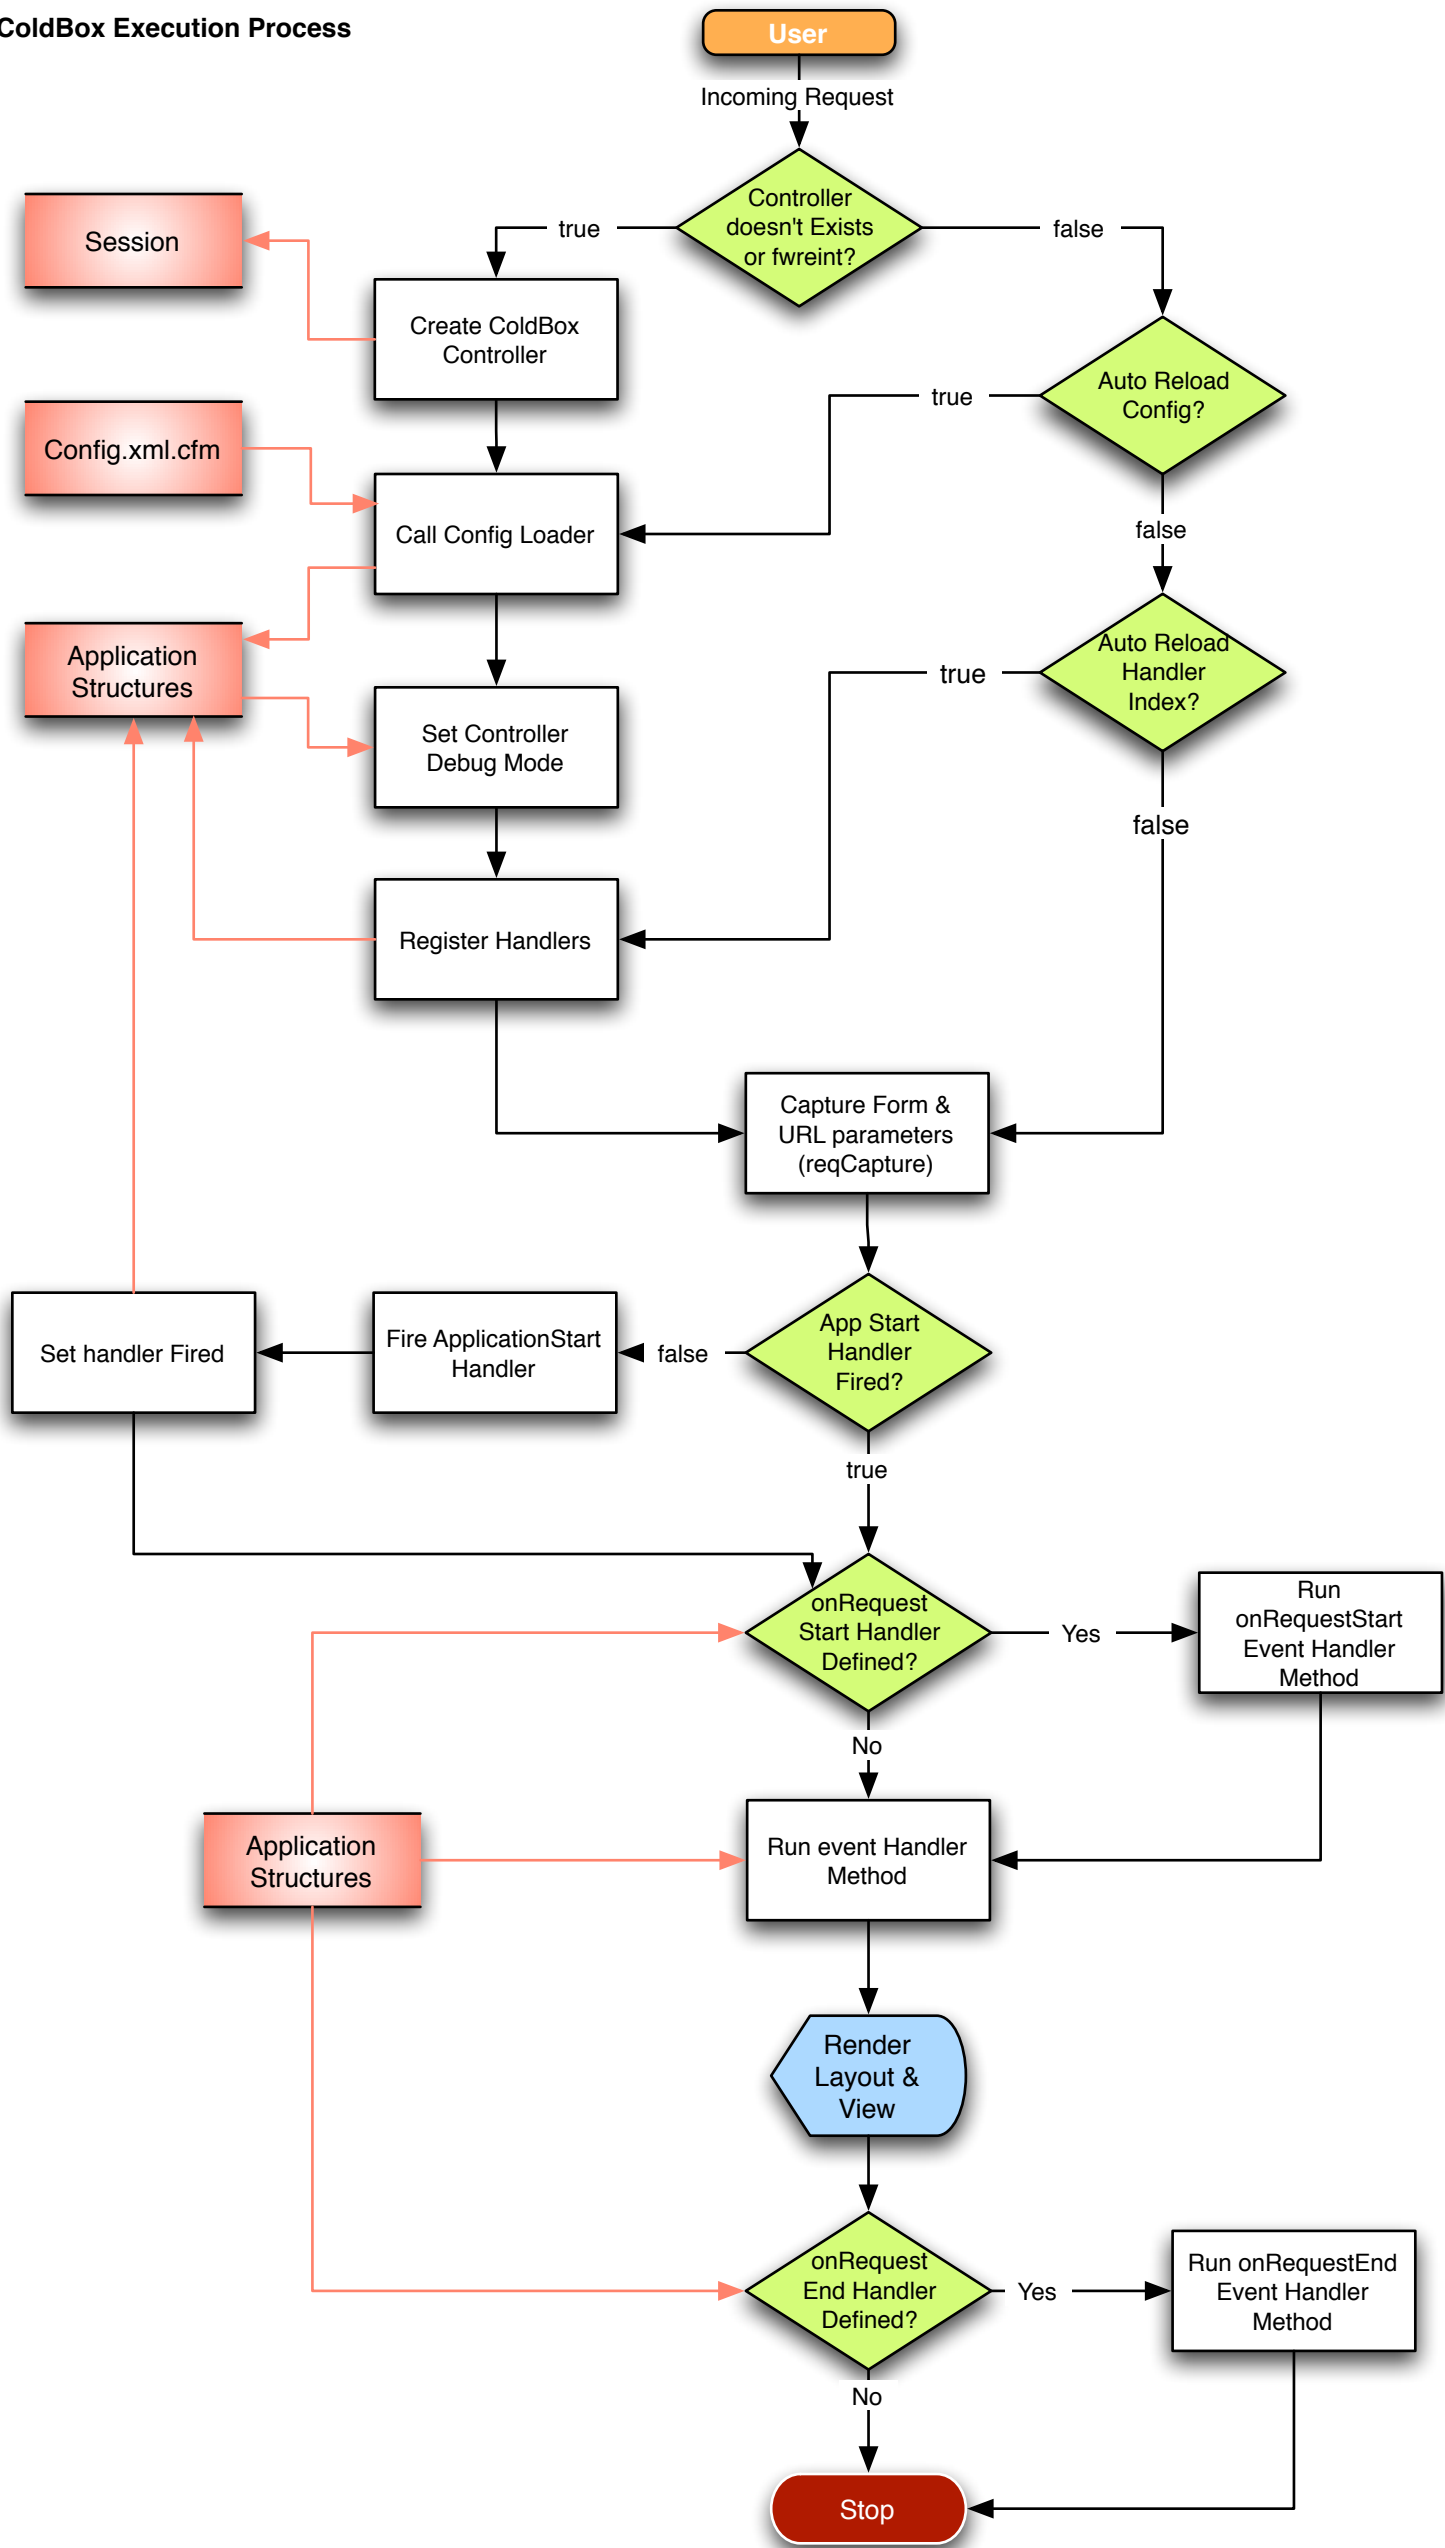 ColdBox Execution Process
User
Incoming Request
Controller
doesn't Exists
or fwreint?
true
false
Session
Create ColdBox
Controller
Auto Reload
Config?
true
Config.xml.cfm
Call Config Loader
false
Application
Structures
Auto Reload
Handler
Index?
true
Set Controller
Debug Mode
false
Register Handlers
Capture Form &
URL parameters
(reqCapture)
App Start
Handler
Fired?
false
Fire ApplicationStart
Handler
Set handler Fired
true
onRequest
Start Handler
Defined?
Yes
Run
onRequestStart
Event Handler
Method
No
Application
Structures
Run event Handler
Method
Render
Layout &
View
onRequest
End Handler
Defined?
Yes
Run onRequestEnd
Event Handler
Method
No
Stop